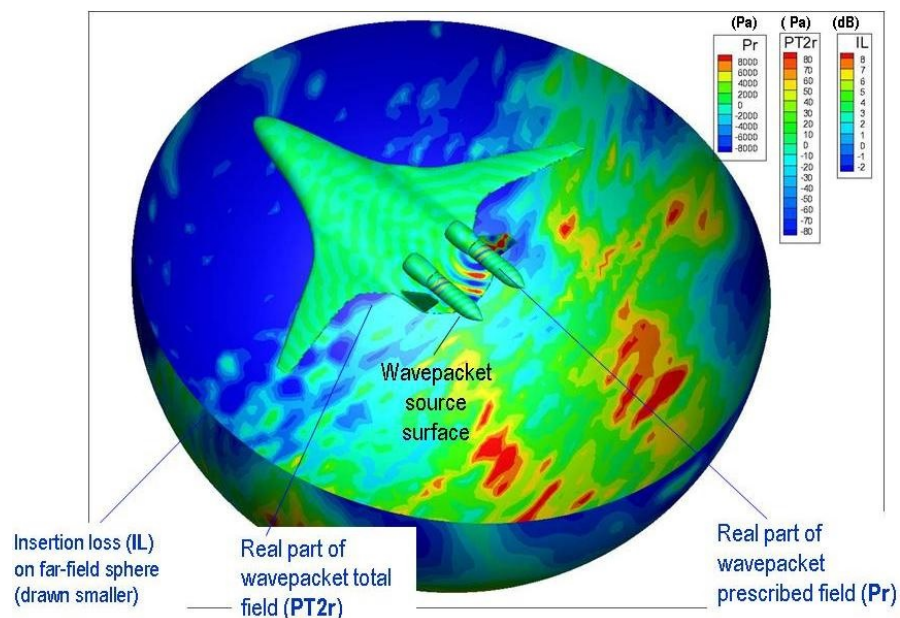 (Pa) (Pa) (dB)
Pr PT2r IL
8000
6000
4000
2000
0
-2000
-4000
-6000
-8000
80
70
60
50
40
30
20
10
0
-10
-20
-30
-40
-50
-60
-70
-80
8
7
6
5
4
3
2
1
0
-1
-2
Wavepacket
source
surface
Insertion loss (IL)
on far-field sphere
(drawn smaller)
Real part of
wavepacket total
field (PT2r)
Real part of
wavepacket
prescribed field (Pr)